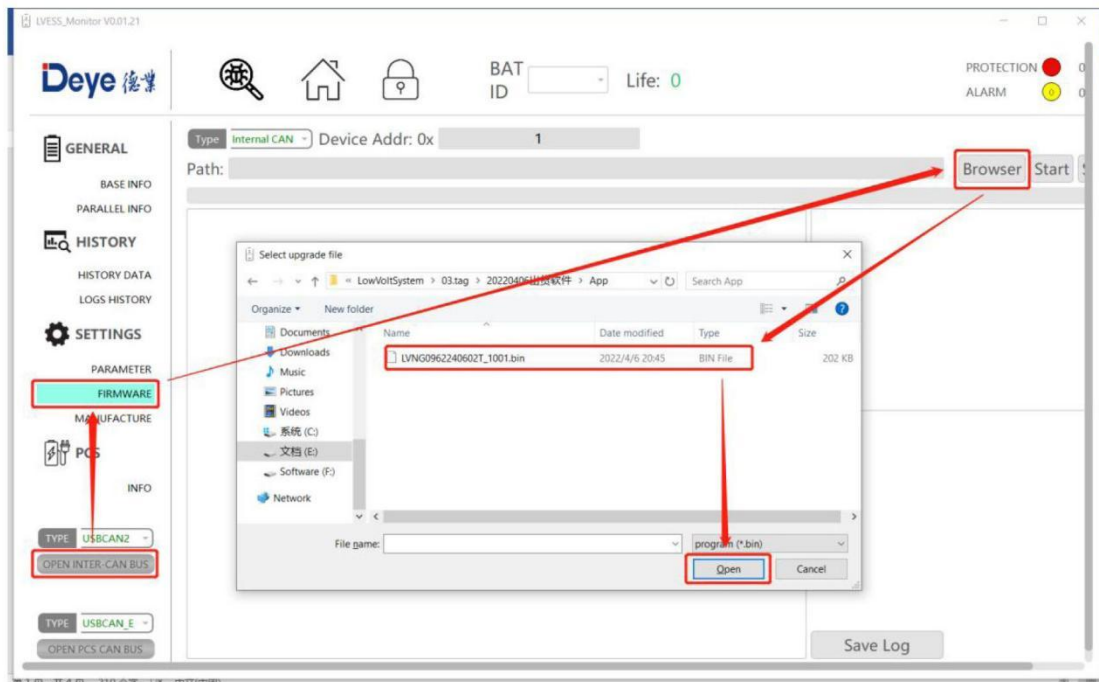 LVESS_Monitor V0.01.21
Deye 德業
BAT ID
Life: 0
PROTECTION 0
ALARM 0 0
Type Internal CAN Device Addr: 0x 1
Path:
Browser Start
GENERAL
BASE INFO
PARALLEL INFO
HISTORY
HISTORY DATA
LOGS HISTORY
SETTINGS
PARAMETER
FIRMWARE
MANUFACTURE
PCS
INFO
TYPE USBCAN2
OPEN INTER-CAN BUS
TYPE USBCAN_E
OPEN PCS CAN BUS
Select upgrade file
« LowVoltSystem > 03.tag > 20220406出货软件 > App
Search App
Organize New folder
Name Date modified Type Size
LVNG0962240602T_1001.bin 2022/4/6 20:45 BIN File 202 KB
Documents
Downloads
Music
Pictures
Videos
系统 (C:)
文档 (E:)
Software (F:)
Network
File name:
program (*.bin)
Open Cancel
Save Log